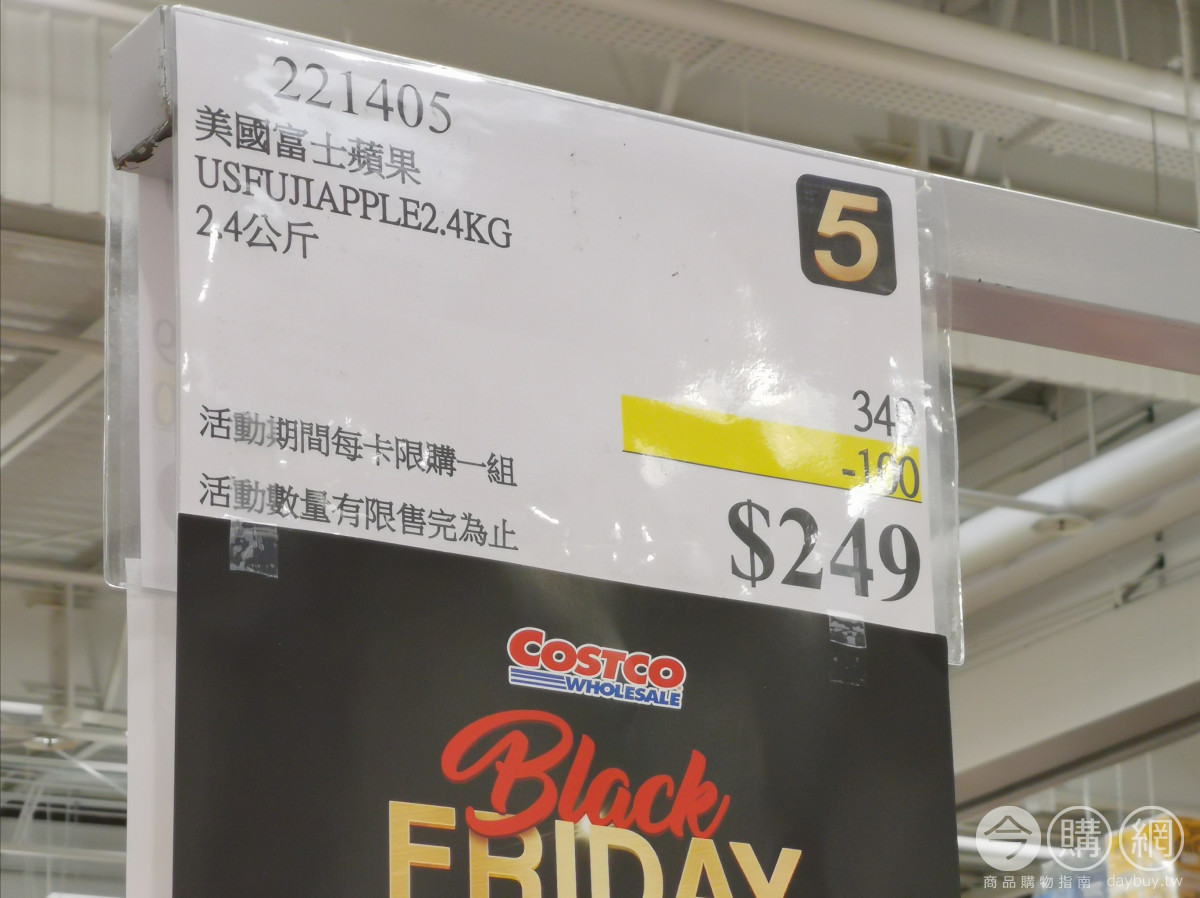 221405
美國富士蘋果
USFUJIAPPLE2.4KG
2.4公斤
5
349
-100
$249
活動期間每卡限購一組
活動數量有限售完為止
COSTCO
WHOLESALE
Black
FRIDAY
今購網
商品購物指南 daybuy.tw